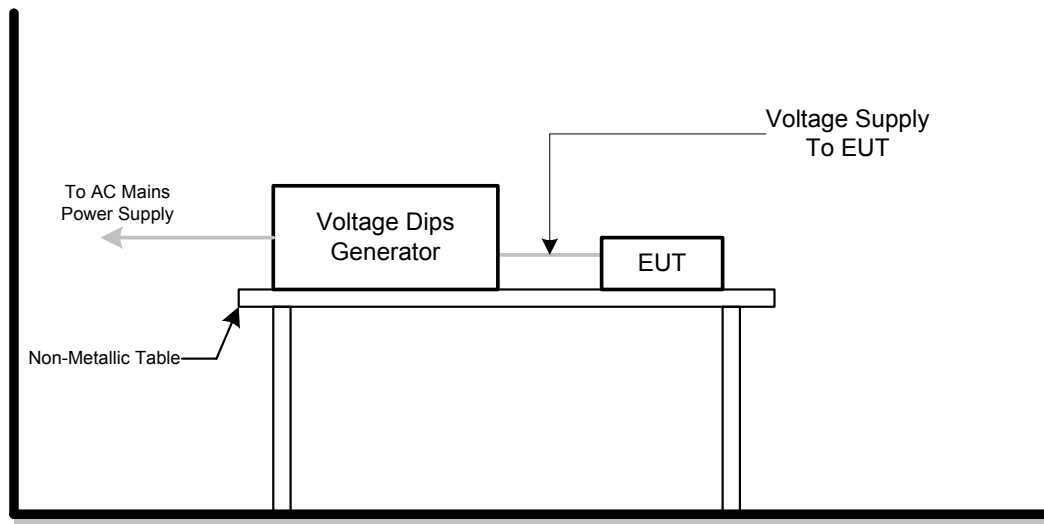 Voltage Supply
To EUT
To AC Mains
Power Supply
Voltage Dips
Generator
EUT
Non-Metallic Table